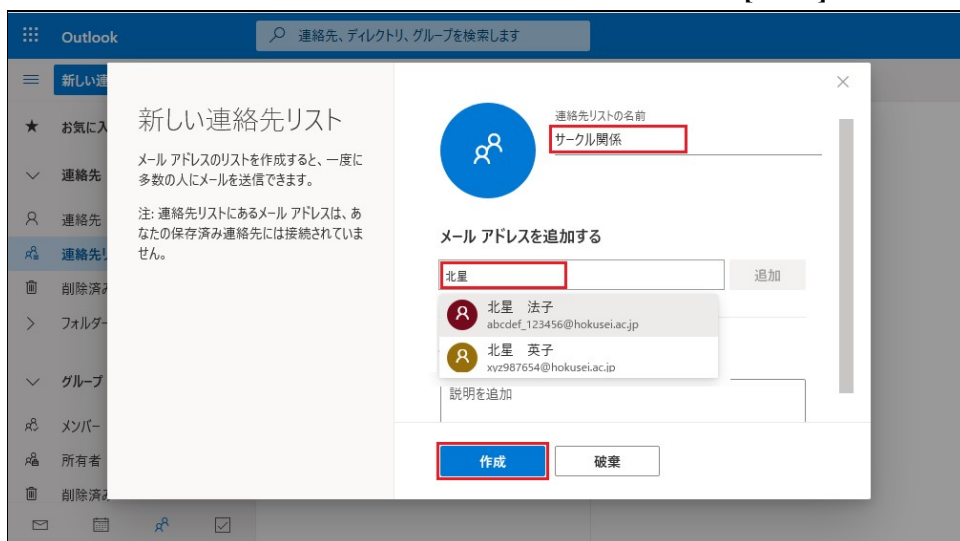 Outlook
連絡先、ディレクトリ、グループを検索します
新しい連
お気に入
連絡先
連絡先
連絡先リ
削除済み
フォルダー
グループ
メンバー
所有者
削除済み
新しい連絡先リスト
メール アドレスのリストを作成すると、一度に
多数の人にメールを送信できます。
注: 連絡先リストにあるメール アドレスは、あ
なたの保存済み連絡先には接続されていま
せん。
連絡先リストの名前
サークル関係
メール アドレスを追加する
北星
追加
北星 法子
abcdef_123456@hokusei.ac.jp
北星 英子
xyz987654@hokusei.ac.jp
説明を追加
作成
破棄